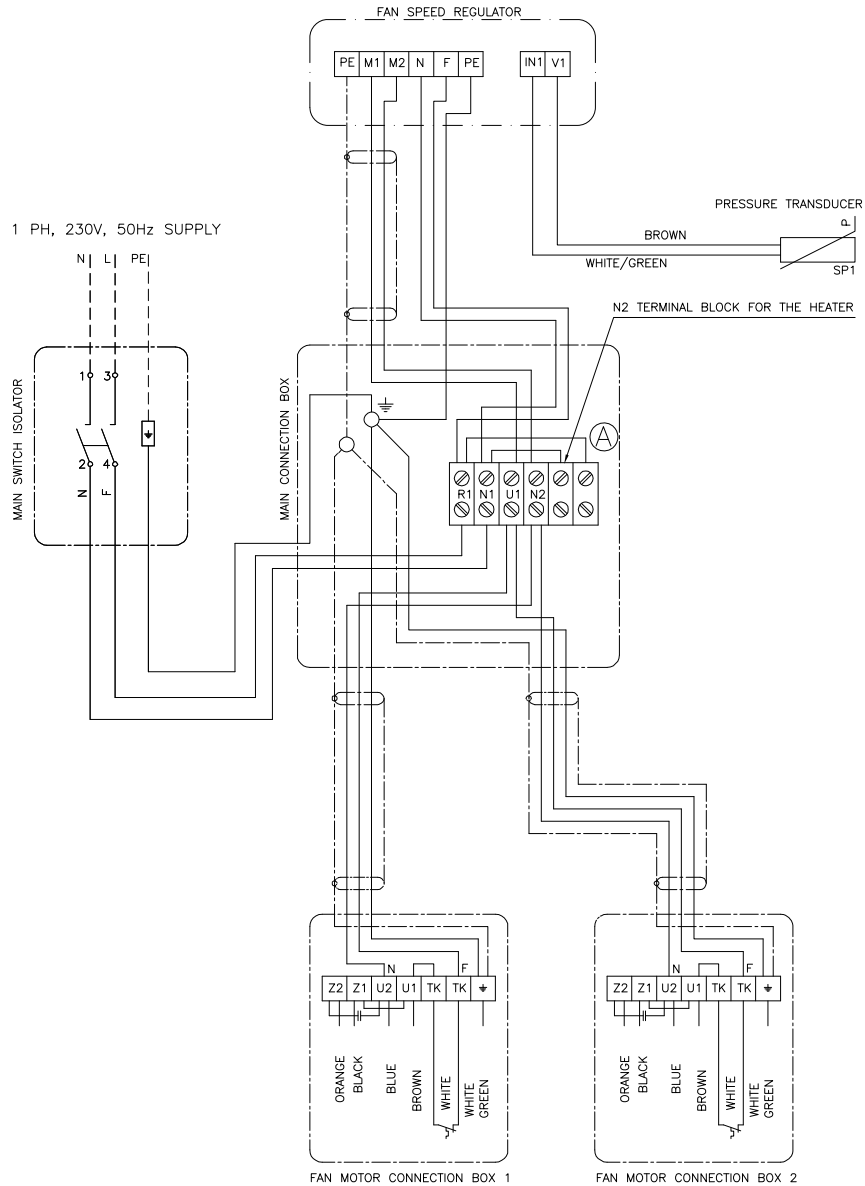 FAN SPEED REGULATOR
PE M1 M2 N F PE IN1 V1
PRESSURE TRANSDUCER
P
BROWN
WHITE/GREEN
SP1
1 PH, 230V, 50Hz SUPPLY
N L PE
N2 TERMINAL BLOCK FOR THE HEATER
MAIN SWITCH ISOLATOR
1 3
2 4
N F
MAIN CONNECTION BOX
A
R1 N1 U1 N2
N F
Z2 Z1 U2 U1 TK TK
ORANGE
BLACK
BLUE
BROWN
WHITE
WHITE
GREEN
FAN MOTOR CONNECTION BOX 1
N F
Z2 Z1 U2 U1 TK TK
ORANGE
BLACK
BLUE
BROWN
WHITE
WHITE
GREEN
FAN MOTOR CONNECTION BOX 2